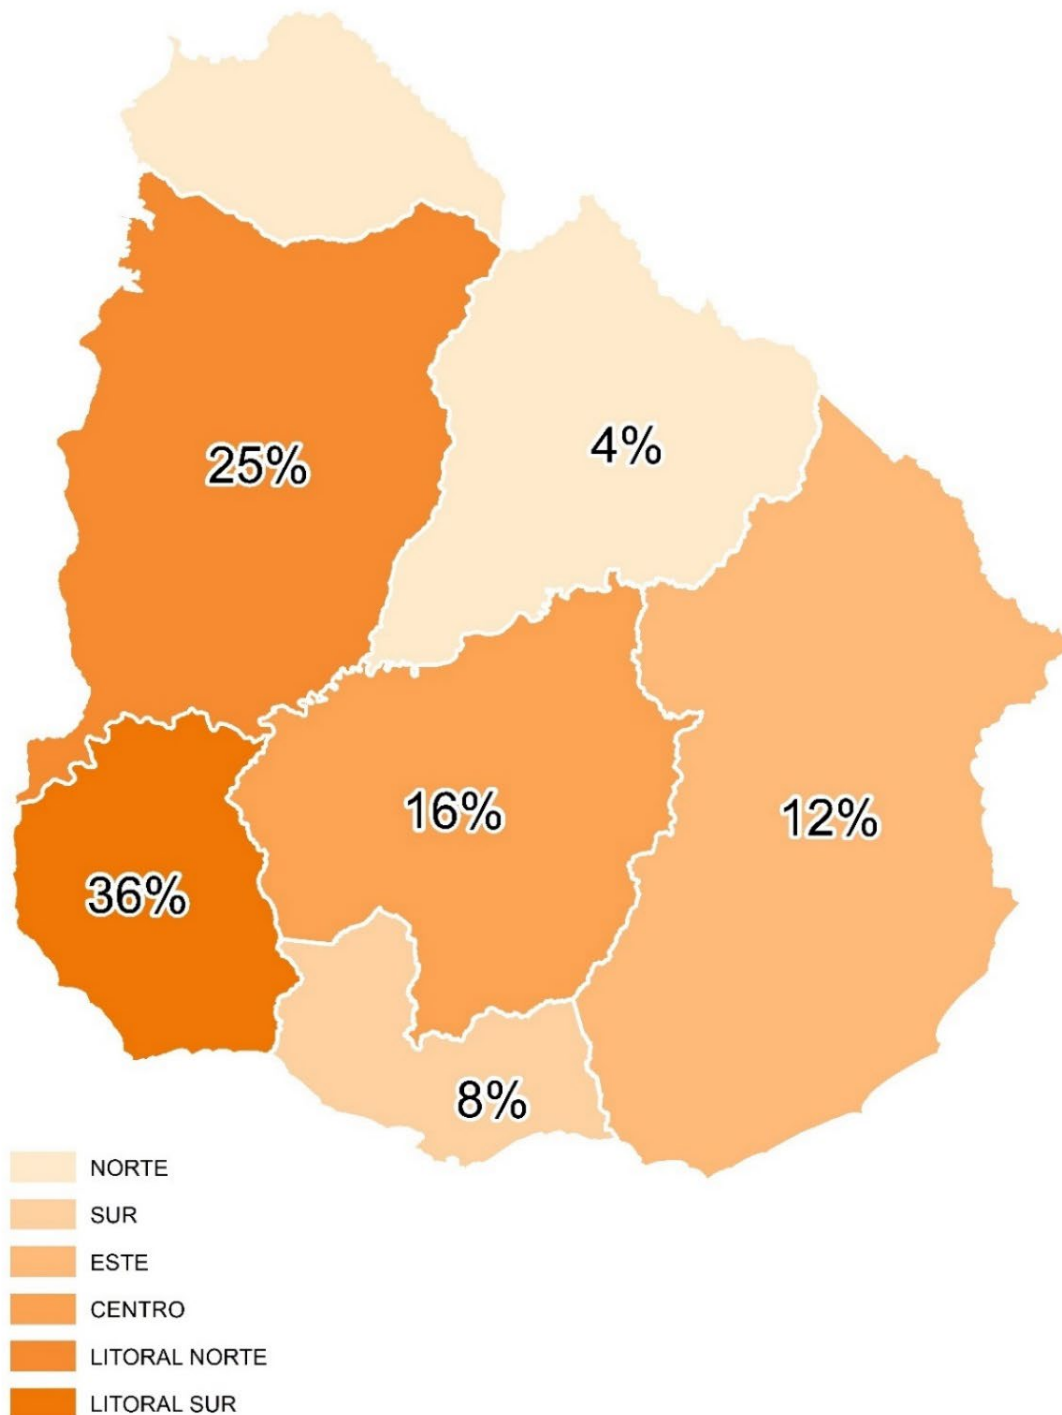 4%
25%
16%
12%
36%
8%
NORTE
SUR
ESTE
CENTRO
LITORAL NORTE
LITORAL SUR